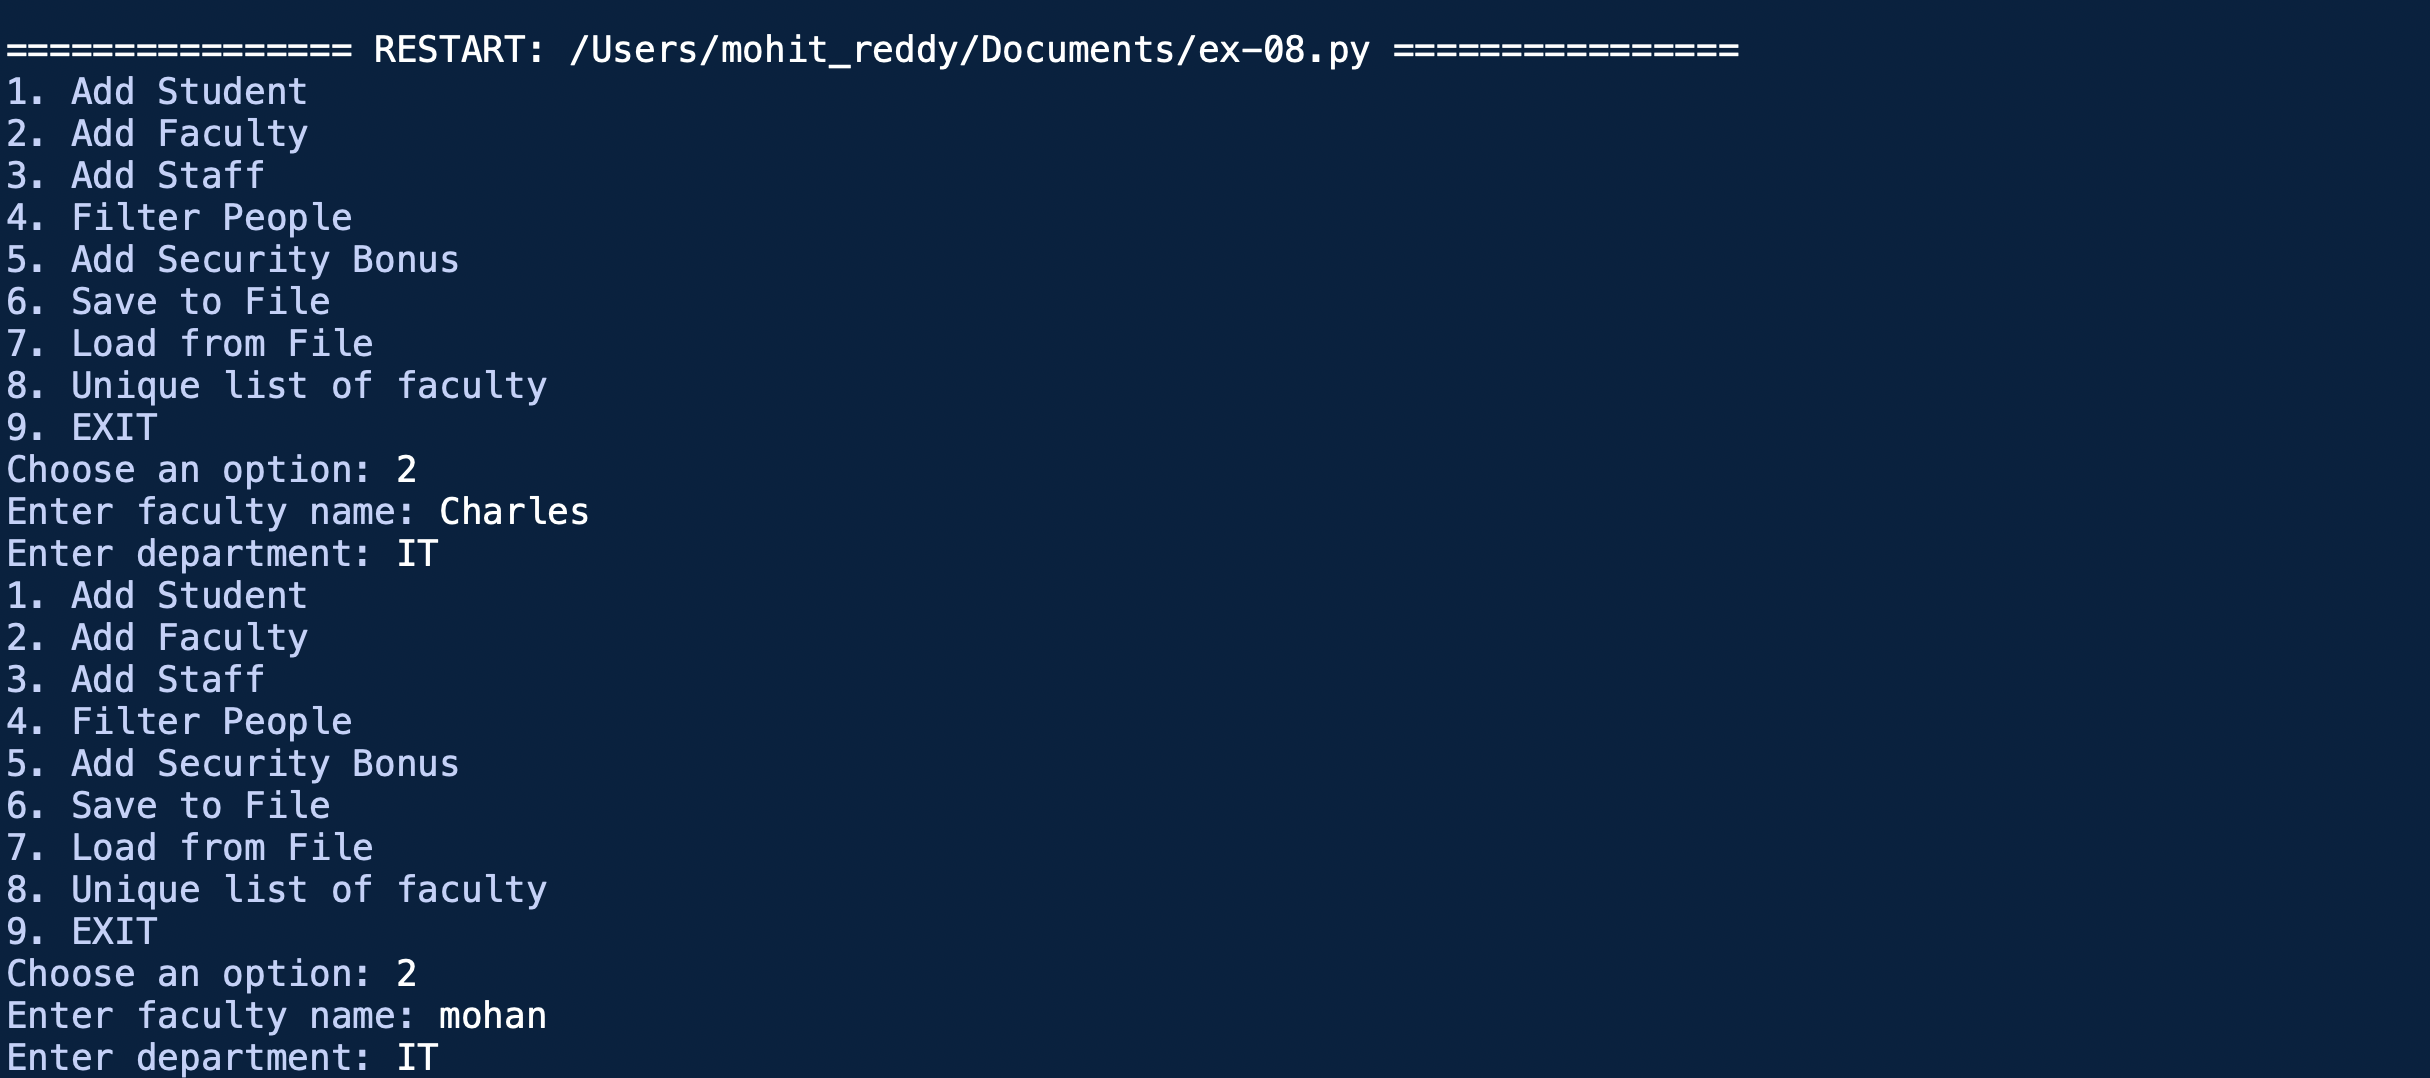 =============== RESTART: /Users/mohit_reddy/Documents/ex-08.py ================
1. Add Student
2. Add Faculty
3. Add Staff
4. Filter People
5. Add Security Bonus
6. Save to File
7. Load from File
8. Unique list of faculty
9. EXIT
Choose an option: 2
Enter faculty name: Charles
Enter department: IT
1. Add Student
2. Add Faculty
3. Add Staff
4. Filter People
5. Add Security Bonus
6. Save to File
7. Load from File
8. Unique list of faculty
9. EXIT
Choose an option: 2
Enter faculty name: mohan
Enter department: IT